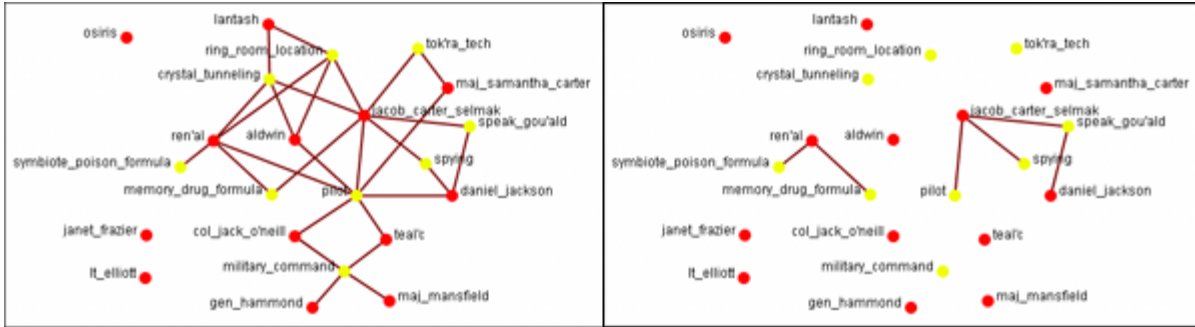 lantash
osiris
ring_room_location
tok'ra_tech
crystal_tunneling
maj_samantha_carter
jacob_carter_selmak
speak_gou'ald
ren'al
aldwin
symbiote_poison_formula
spying
memory_drug_formula
pilot
daniel_jackson
janet_frazier
col_jack_o'neill
teal'c
military_command
lt_elliott
gen_hammond
maj_mansfield
lantash
osiris
ring_room_location
tok'ra_tech
crystal_tunneling
maj_samantha_carter
jacob_carter_selmak
speak_gou'ald
ren'al
aldwin
symbiote_poison_formula
spying
memory_drug_formula
pilot
daniel_jackson
janet_frazier
col_jack_o'neill
teal'c
military_command
lt_elliott
gen_hammond
maj_mansfield